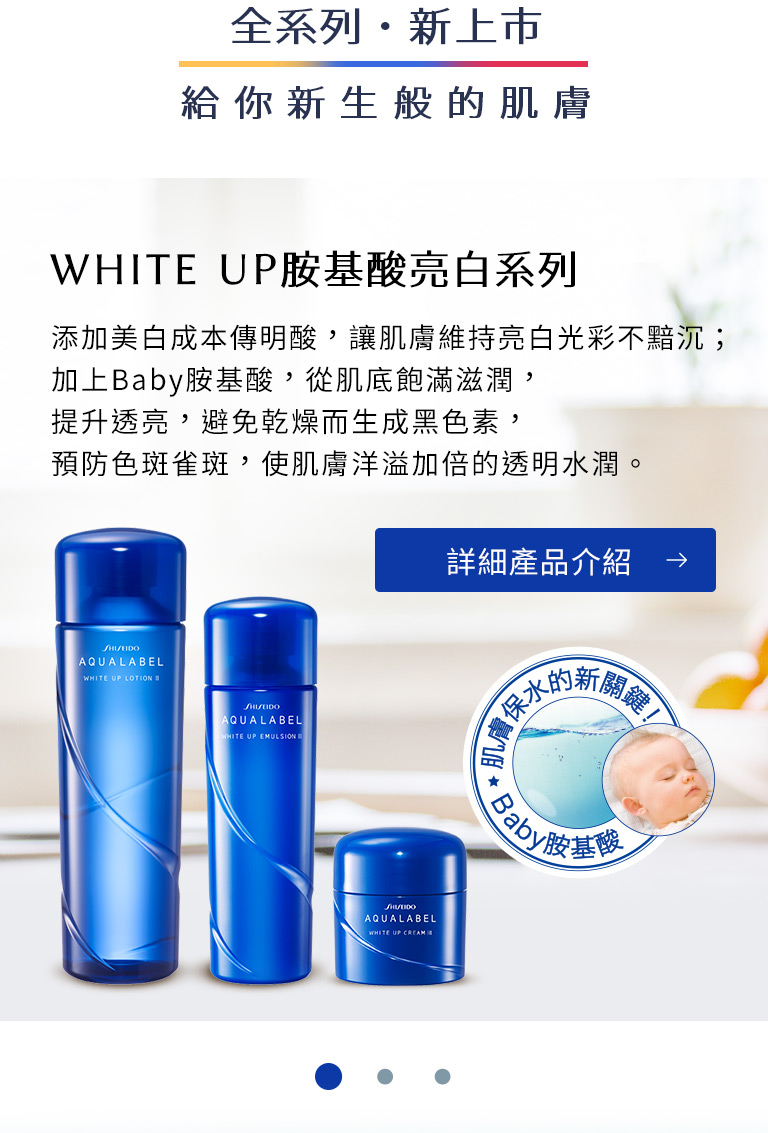 全系列・新上市
給你新生般的肌膚
WHITE UP胺基酸亮白系列
添加美白成本傳明酸，讓肌膚維持亮白光彩不黯沉；
加上Baby胺基酸，從肌底飽滿滋潤，
提升透亮，避免乾燥而生成黑色素，
預防色斑雀斑，使肌膚洋溢加倍的透明水潤。
詳細產品介紹 →
SHISEIDO
AQUALABEL
WHITE UP LOTION II
SHISEIDO
AQUALABEL
WHITE UP EMULSION II
SHISEIDO
AQUALABEL
WHITE UP CREAM III
肌膚保水的新關鍵！
★ Baby胺基酸